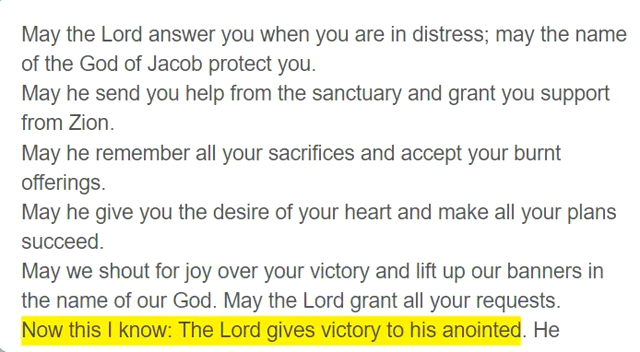 May the Lord answer you when you are in distress; may the name
of the God of Jacob protect you.
May he send you help from the sanctuary and grant you support
from Zion.
May he remember all your sacrifices and accept your burnt
offerings.
May he give you the desire of your heart and make all your plans
succeed.
May we shout for joy over your victory and lift up our banners in
the name of our God. May the Lord grant all your requests.
Now this I know: The Lord gives victory to his anointed. He